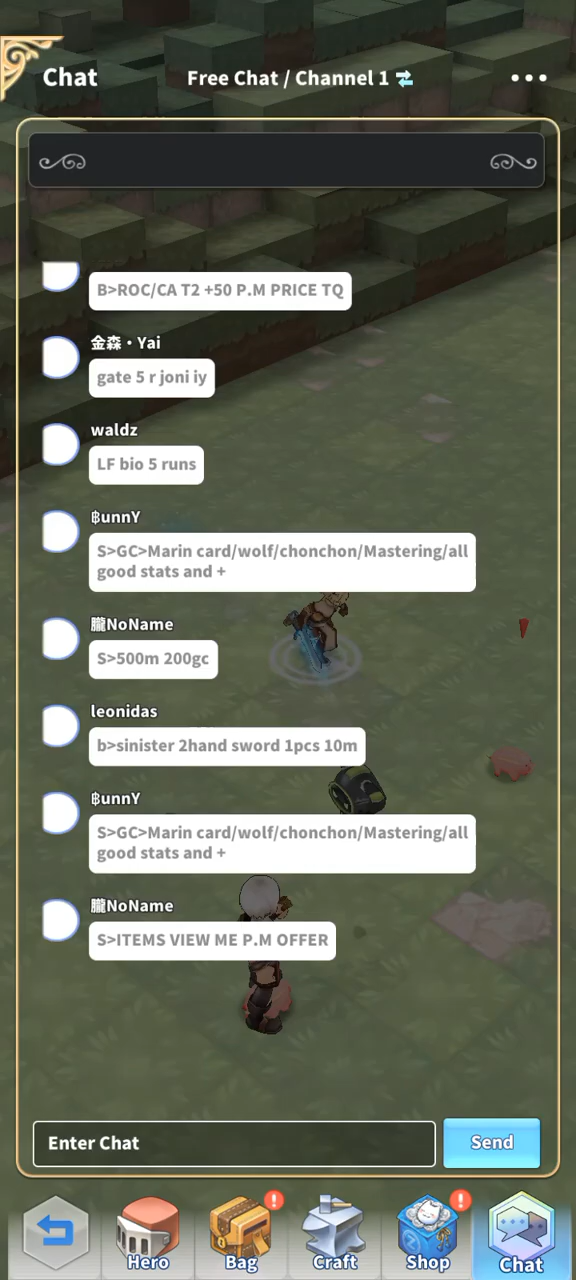 Chat
Free Chat / Channel 1
B>ROC/CA T2 +50 P.M PRICE TQ
金森・Yai
gate 5 r joni iy
waldz
LF bio 5 runs
฿unnY
S>GC>Marin card/wolf/chonchon/Mastering/all
good stats and +
朧NoName
S>500m 200gc
leonidas
b>sinister 2hand sword 1pcs 10m
฿unnY
S>GC>Marin card/wolf/chonchon/Mastering/all
good stats and +
朧NoName
S>ITEMS VIEW ME P.M OFFER
Enter Chat
Send
Hero
Bag
Craft
Shop
Chat